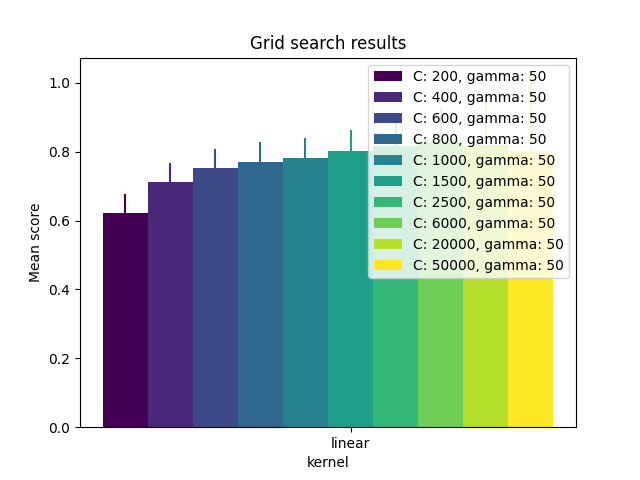 Grid search results
1.0
0.8
0.6
0.4
0.2
0.0
Mean score
C: 200, gamma: 50
C: 400, gamma: 50
C: 600, gamma: 50
C: 800, gamma: 50
C: 1000, gamma: 50
C: 1500, gamma: 50
C: 2500, gamma: 50
C: 6000, gamma: 50
C: 20000, gamma: 50
C: 50000, gamma: 50
linear
kernel